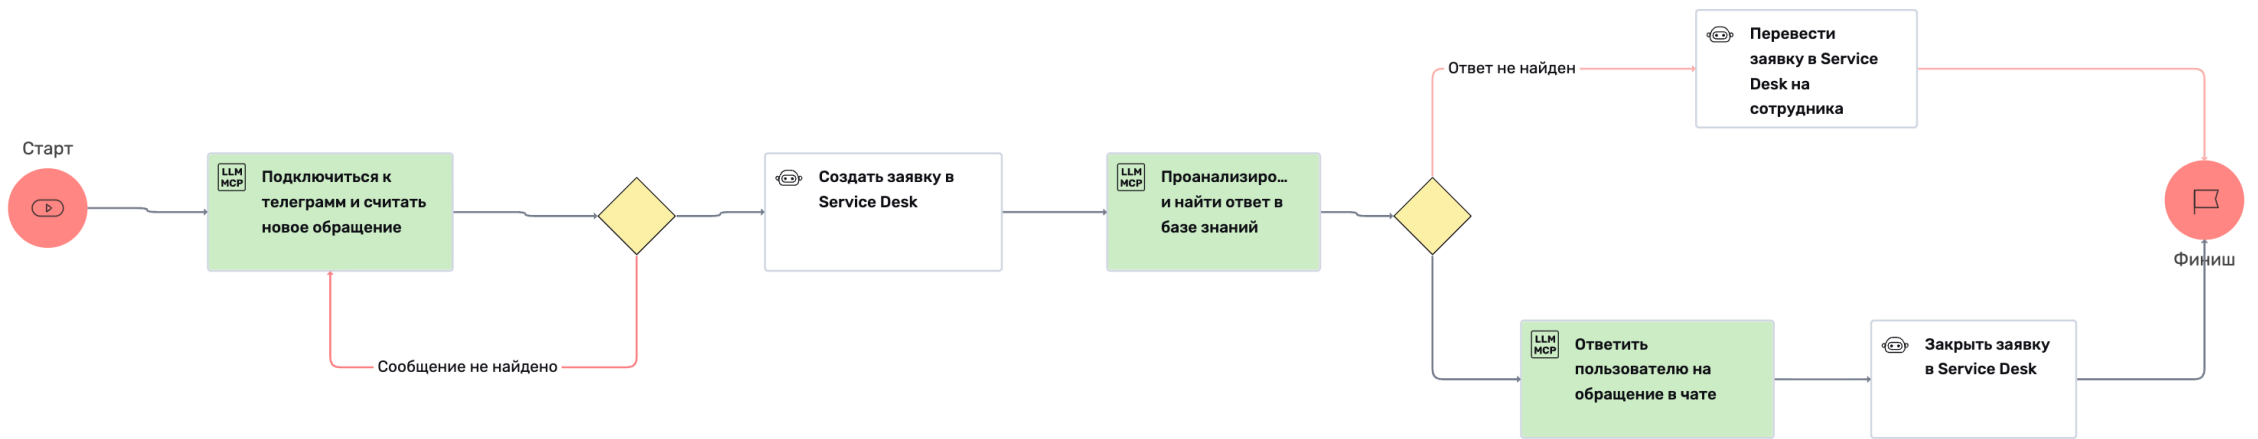 Старт
LLM
MCP
Подключиться к
телеграмм и считать
новое обращение
Сообщение не найдено
Создать заявку в
Service Desk
LLM
MCP
Проанализиро...
и найти ответ в
базе знаний
Ответ не найден
Перевести
заявку в Service
Desk на
сотрудника
LLM
MCP
Ответить
пользователю на
обращение в чате
Закрыть заявку
в Service Desk
Финиш